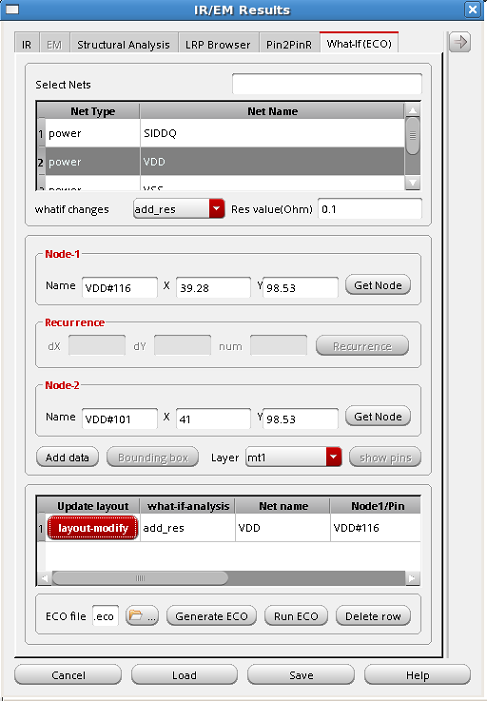 IR/EM Results
IR EM Structural Analysis LRP Browser Pin2PinR What-If(ECO)
Select Nets
Net Type Net Name
1 power SIDDQ
2 power VDD
3 power VSS
whatif changes add_res Res value(Ohm) 0.1
Node-1
Name VDD#116 X 39.28 Y 98.53 Get Node
Recurrence
dX dY num Recurrence
Node-2
Name VDD#101 X 41 Y 98.53 Get Node
Add data Bounding box Layer mt1 show pins
Update layout what-if-analysis Net name Node1/Pin
1 layout-modify add_res VDD VDD#116
ECO file .eco ... Generate ECO Run ECO Delete row
Cancel Load Save Help